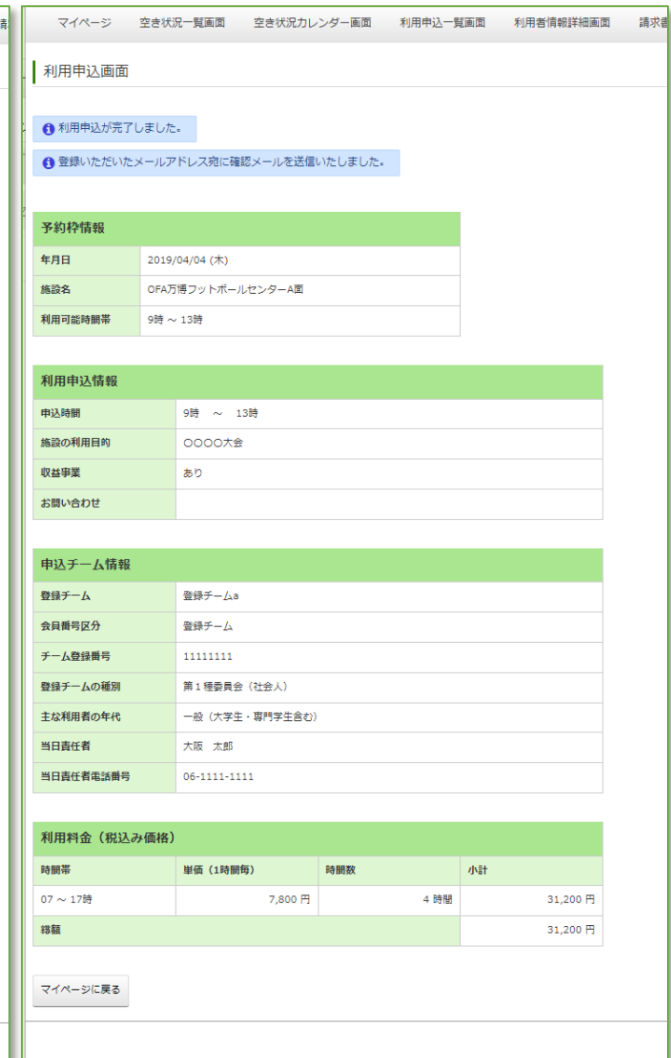 マイページ 空き状況一覧画面 空き状況カレンダー画面 利用申込一覧画面 利用者情報詳細画面
利用申込画面
利用申込が完了しました。
登録いただいたメールアドレス宛に確認メールを送信いたしました。
予約枠情報
年月日 2019/04/04 (木)
施設名 OFA万博フットボールセンターA面
利用可能時間帯 9時 ～ 13時
利用申込情報
申込時間 9時 ～ 13時
施設の利用目的 〇〇〇〇大会
収益事業 あり
お問い合わせ
申込チーム情報
登録チーム 登録チームa
会員番号区分 登録チーム
チーム登録番号 11111111
登録チームの種別 第１種委員会（社会人）
主な利用者の年代 一般（大学生・専門学生含む）
当日責任者 大阪 太郎
当日責任者電話番号 06-1111-1111
利用料金（税込み価格）
時間帯 単価（1時間毎） 時間数 小計
07 ～ 17時 7,800 円 4 時間 31,200 円
総額 31,200 円
マイページに戻る